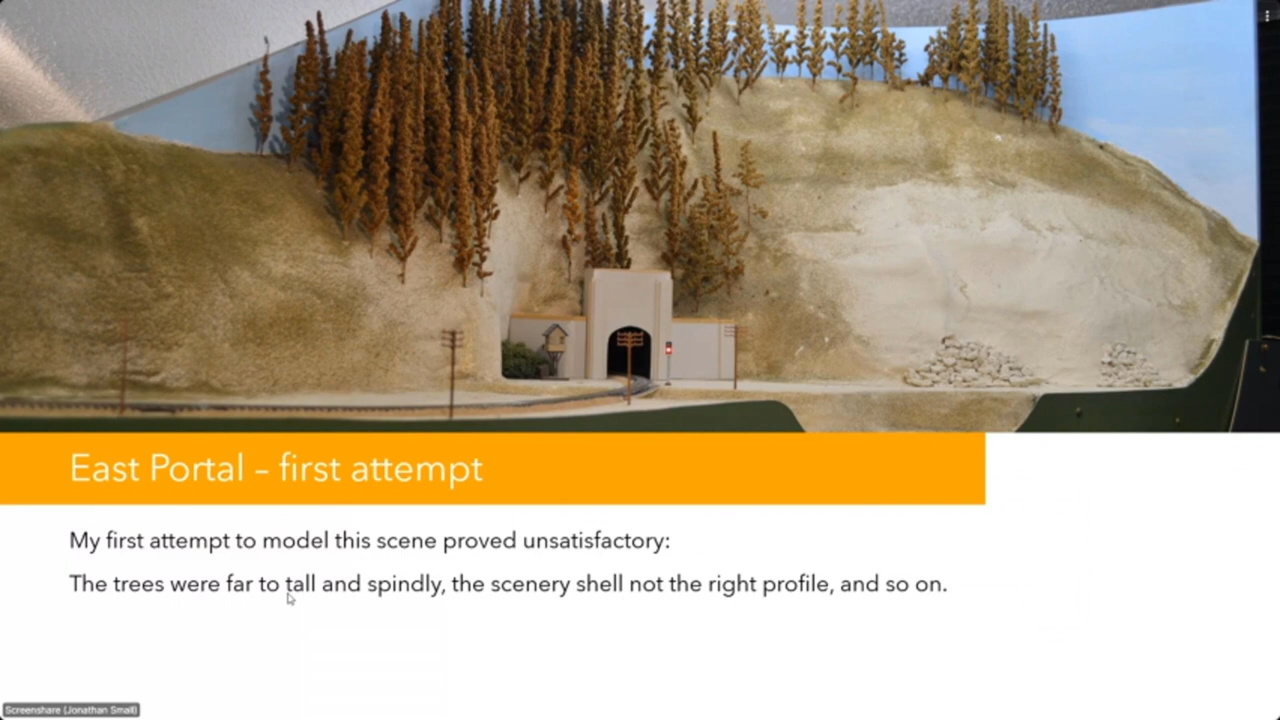 East Portal – first attempt
My first attempt to model this scene proved unsatisfactory:
The trees were far to tall and spindly, the scenery shell not the right profile, and so on.
Screenshare (Jonathan Small)